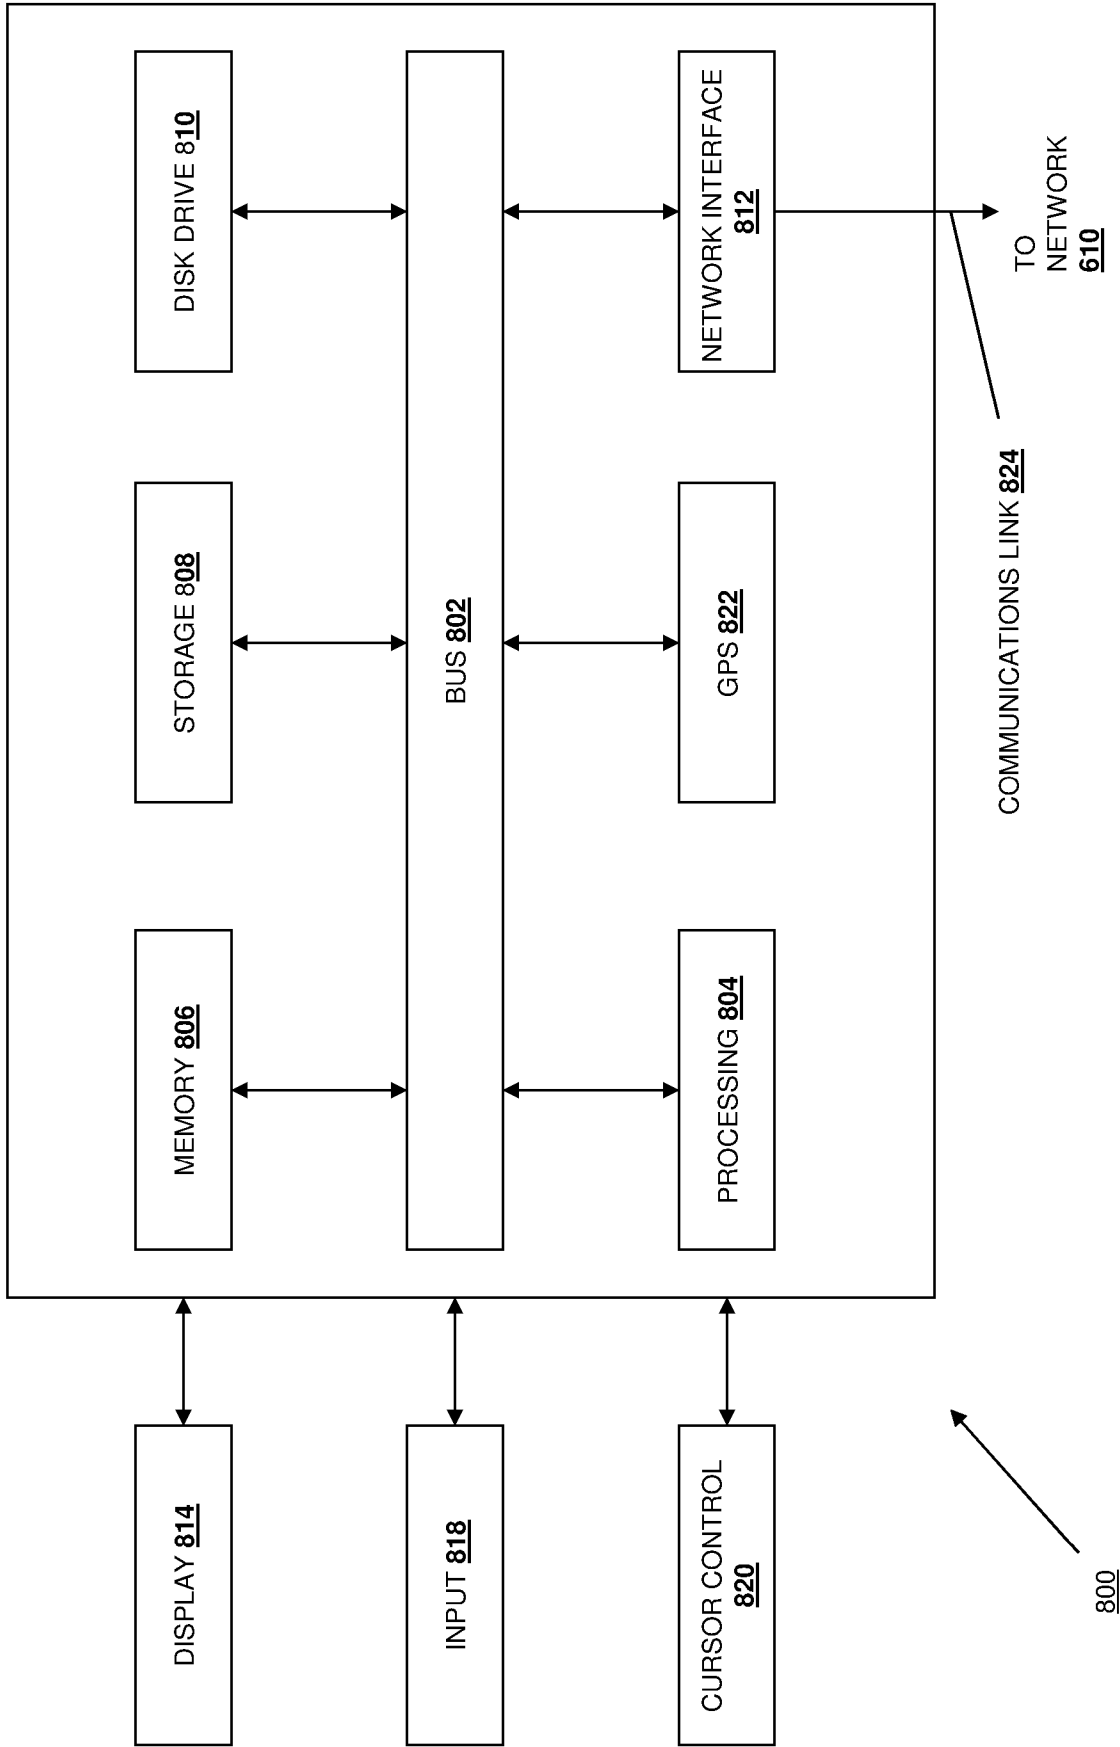 DISPLAY 814
MEMORY 806
STORAGE 808
DISK DRIVE 810
INPUT 818
BUS 802
CURSOR CONTROL
820
PROCESSING 804
GPS 822
NETWORK INTERFACE
812
COMMUNICATIONS LINK 824
TO
NETWORK
610
800